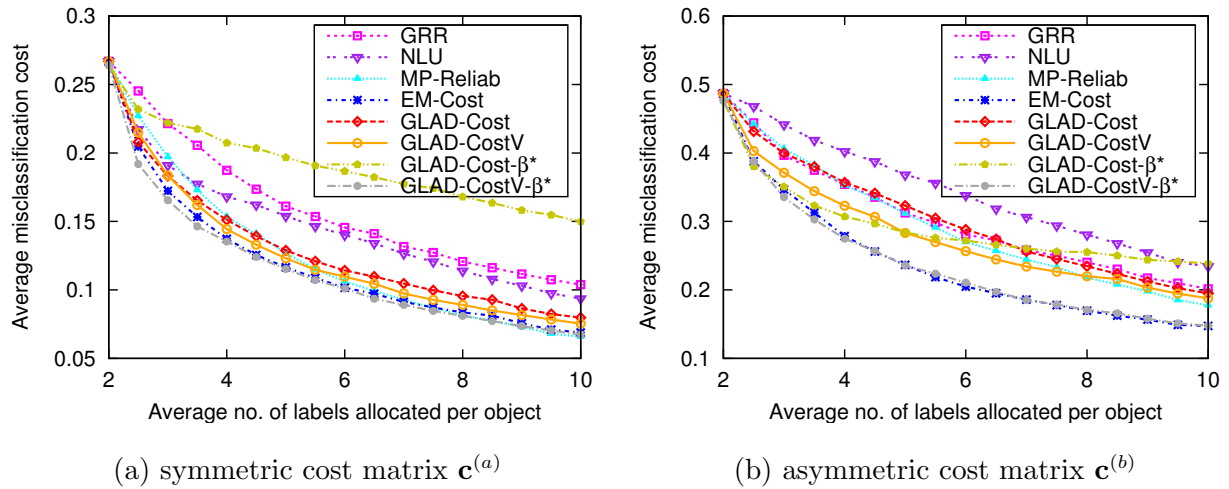 Average misclassification cost
0.3
0.25
0.2
0.15
0.1
0.05
2
4
6
8
10
Average no. of labels allocated per object
GRR
NLU
MP-Reliab
EM-Cost
GLAD-Cost
GLAD-CostV
GLAD-Cost-β*
GLAD-CostV-β*
(a) symmetric cost matrix c^(a)
Average misclassification cost
0.6
0.5
0.4
0.3
0.2
0.1
2
4
6
8
10
Average no. of labels allocated per object
GRR
NLU
MP-Reliab
EM-Cost
GLAD-Cost
GLAD-CostV
GLAD-Cost-β*
GLAD-CostV-β*
(b) asymmetric cost matrix c^(b)